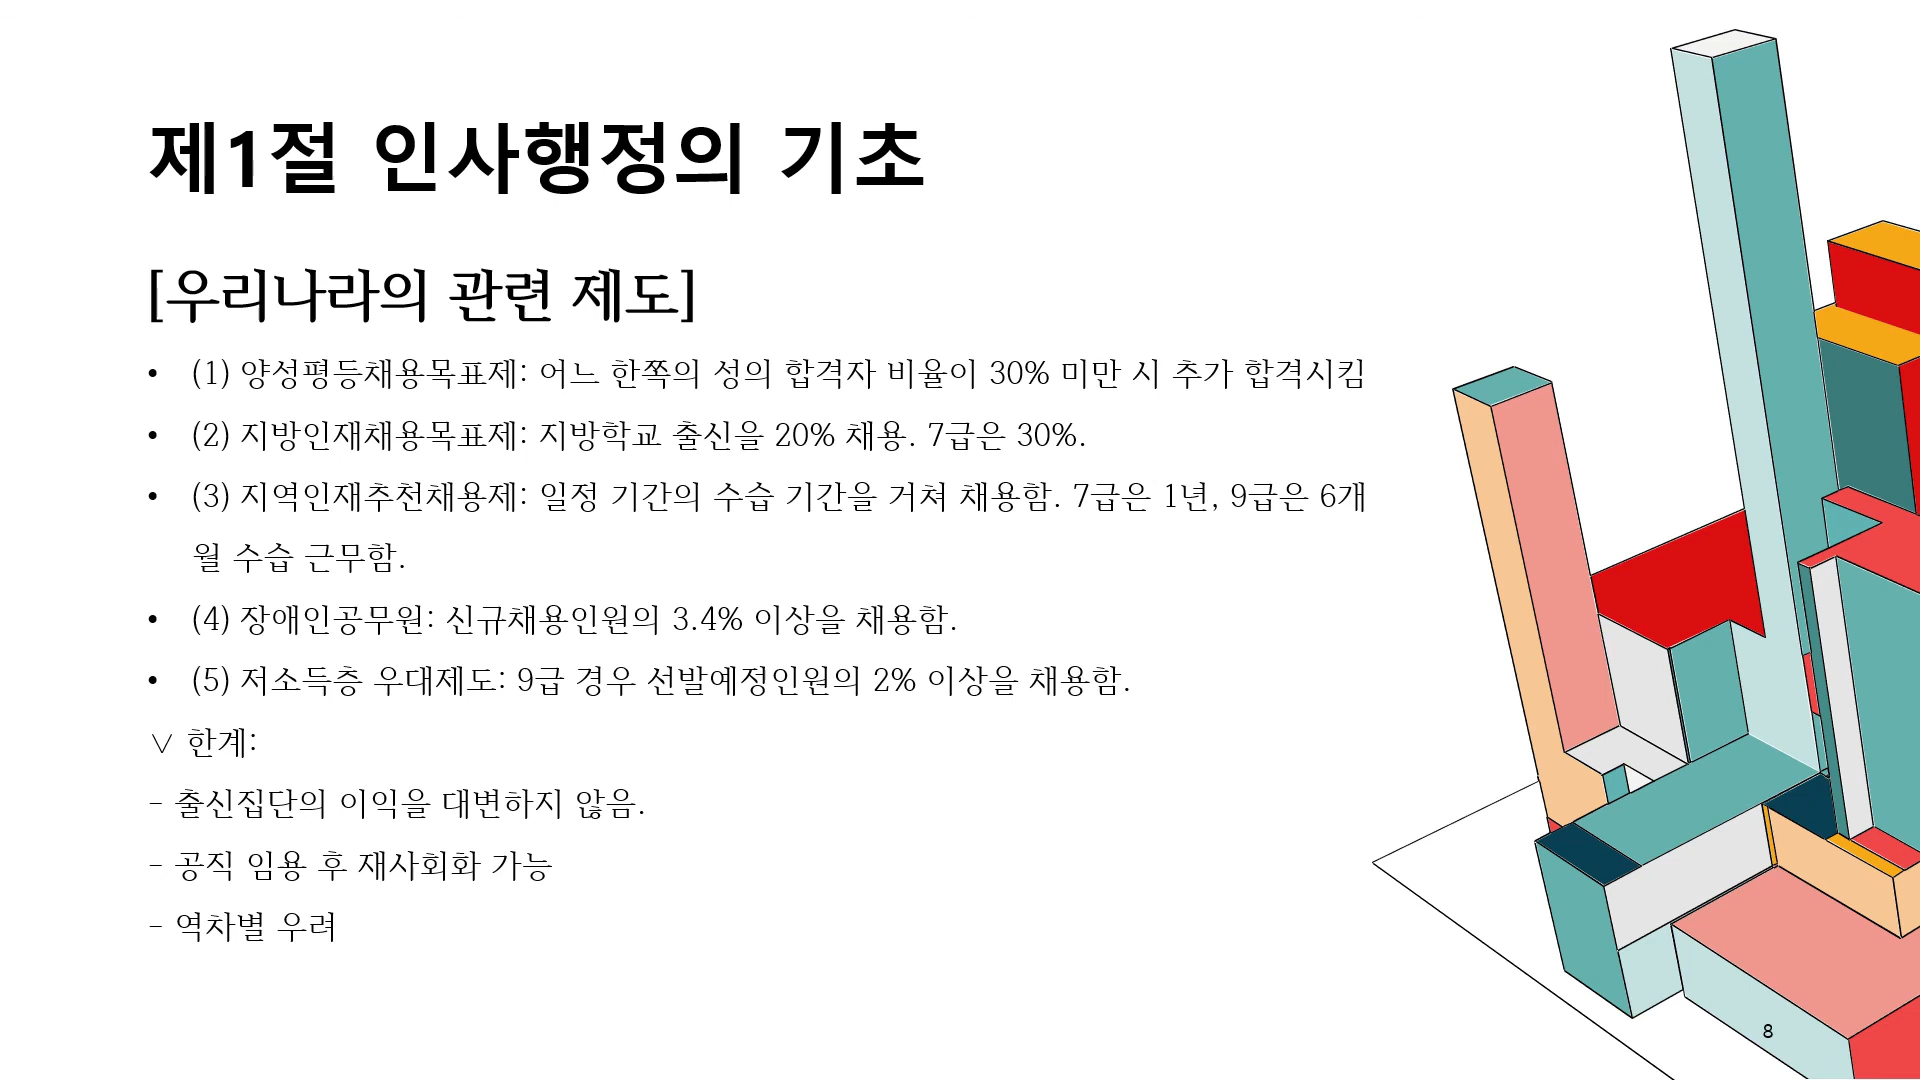 제1절 인사행정의 기초
[우리나라의 관련 제도]
• (1) 양성평등채용목표제: 어느 한쪽의 성의 합격자 비율이 30% 미만 시 추가 합격시킴
• (2) 지방인재채용목표제: 지방학교 출신을 20% 채용. 7급은 30%.
• (3) 지역인재추천채용제: 일정 기간의 수습 기간을 거쳐 채용함. 7급은 1년, 9급은 6개
월 수습 근무함.
• (4) 장애인공무원: 신규채용인원의 3.4% 이상을 채용함.
• (5) 저소득층 우대제도: 9급 경우 선발예정인원의 2% 이상을 채용함.
∨ 한계:
- 출신집단의 이익을 대변하지 않음.
- 공직 임용 후 재사회화 가능
- 역차별 우려
8